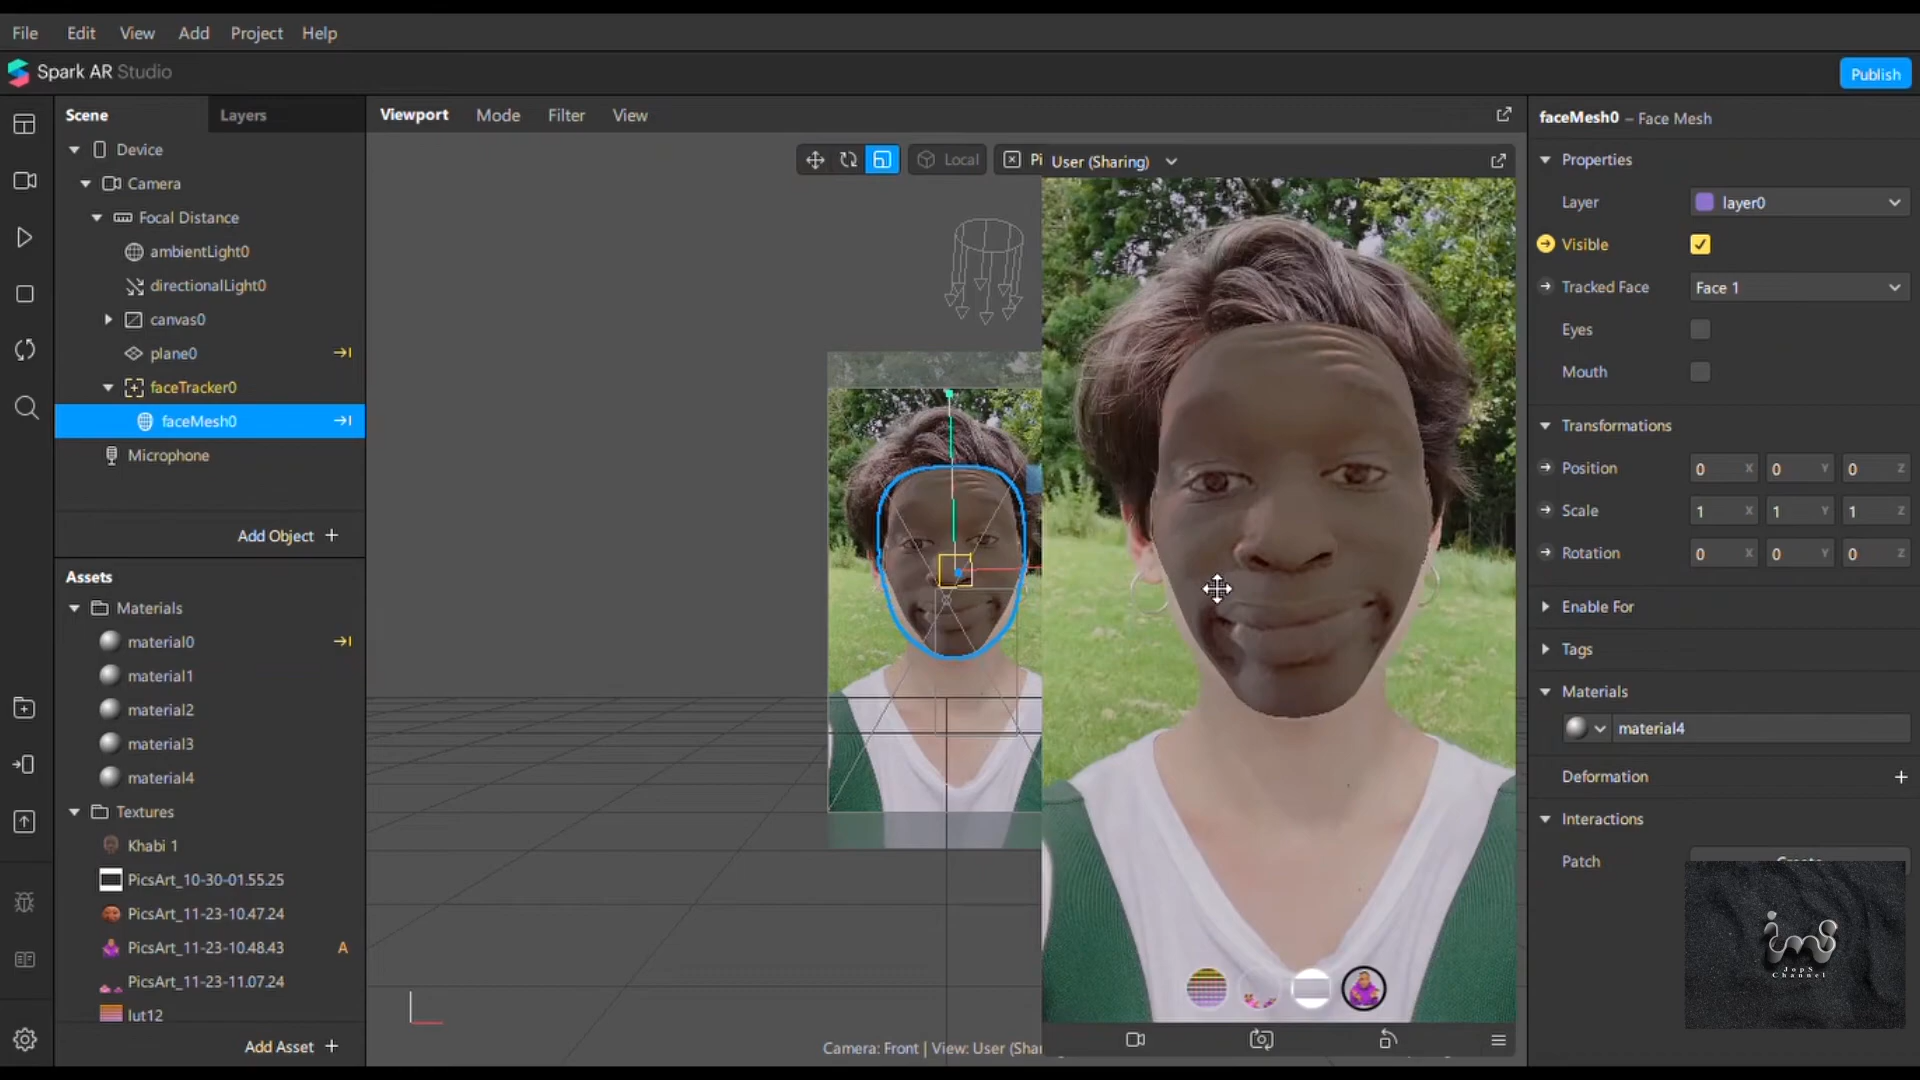 File Edit View Add Project Help
Spark AR Studio
Publish
Scene Layers
Device
Camera
Focal Distance
ambientLight0
directionalLight0
canvas0
plane0
faceTracker0
faceMesh0
Microphone
Add Object +
Assets
Materials
material0
material1
material2
material3
material4
Textures
Khabi 1
PicsArt_10-30-01.55.25
PicsArt_11-23-10.47.24
PicsArt_11-23-10.48.43 A
PicsArt_11-23-11.07.24
lut12
Add Asset +
Viewport Mode Filter View
Local
Pi
User (Sharing)
Camera: Front | View: User (Shar
faceMesh0 – Face Mesh
Properties
Layer layer0
Visible
Tracked Face Face 1
Eyes
Mouth
Transformations
Position 0 X 0 Y 0 Z
Scale 1 X 1 Y 1 Z
Rotation 0 X 0 Y 0 Z
Enable For
Tags
Materials
material4
Deformation +
Interactions
Patch Create
JopS
Channel